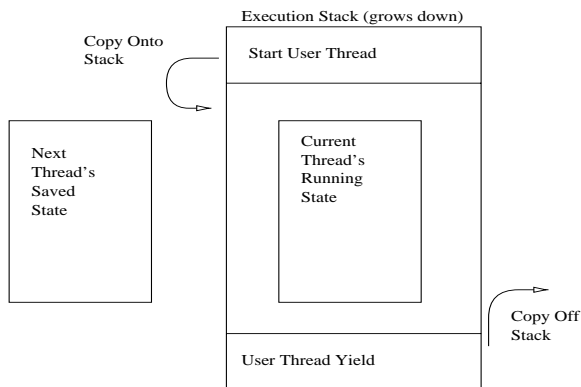 Execution Stack (grows down)
Copy Onto
Stack
Start User Thread
Next
Thread's
Saved
State
Current
Thread's
Running
State
Copy Off
Stack
User Thread Yield